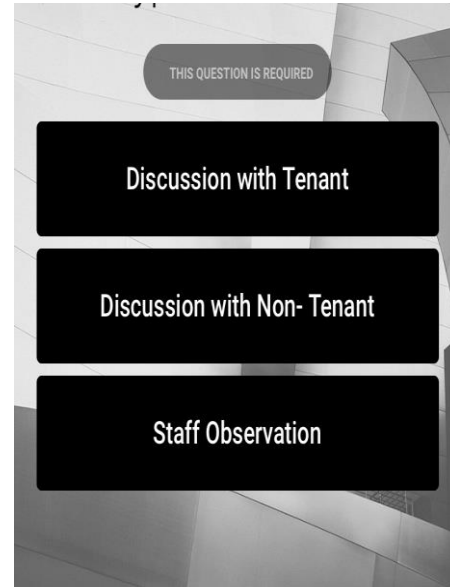 THIS QUESTION IS REQUIRED
Discussion with Tenant
Discussion with Non- Tenant
Staff Observation